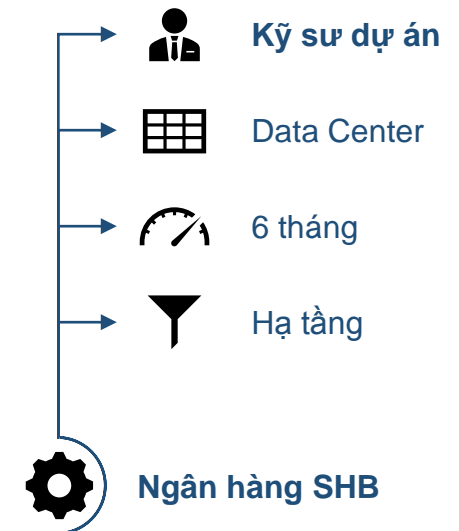 Kỹ sư dự án
Data Center
6 tháng
Hạ tầng
Ngân hàng SHB